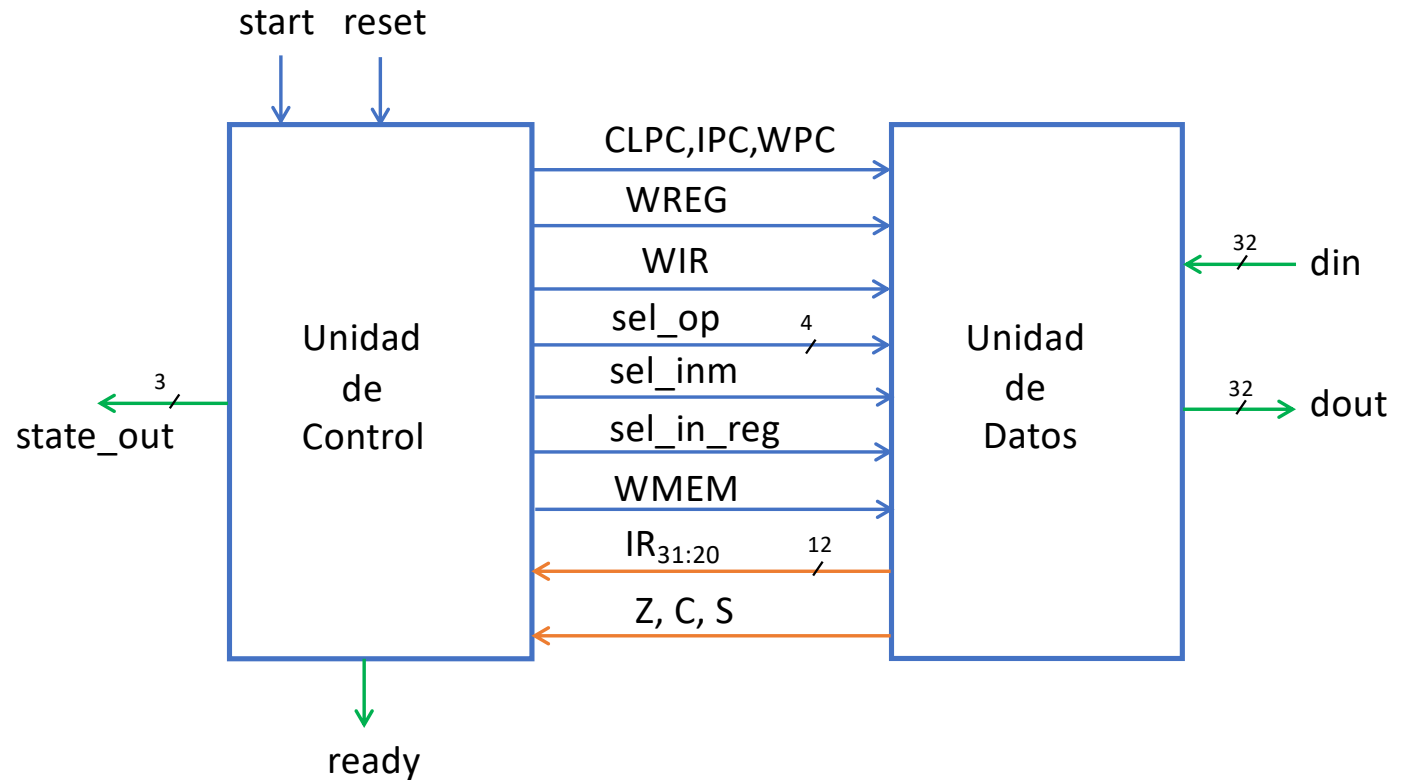 start reset
CLPC,IPC,WPC
WREG
WIR
sel_op 4
sel_inm
sel_in_reg
WMEM
IR31:20 12
Z, C, S
Unidad
de
Control
Unidad
de
Datos
3
state_out
32
din
32
dout
ready